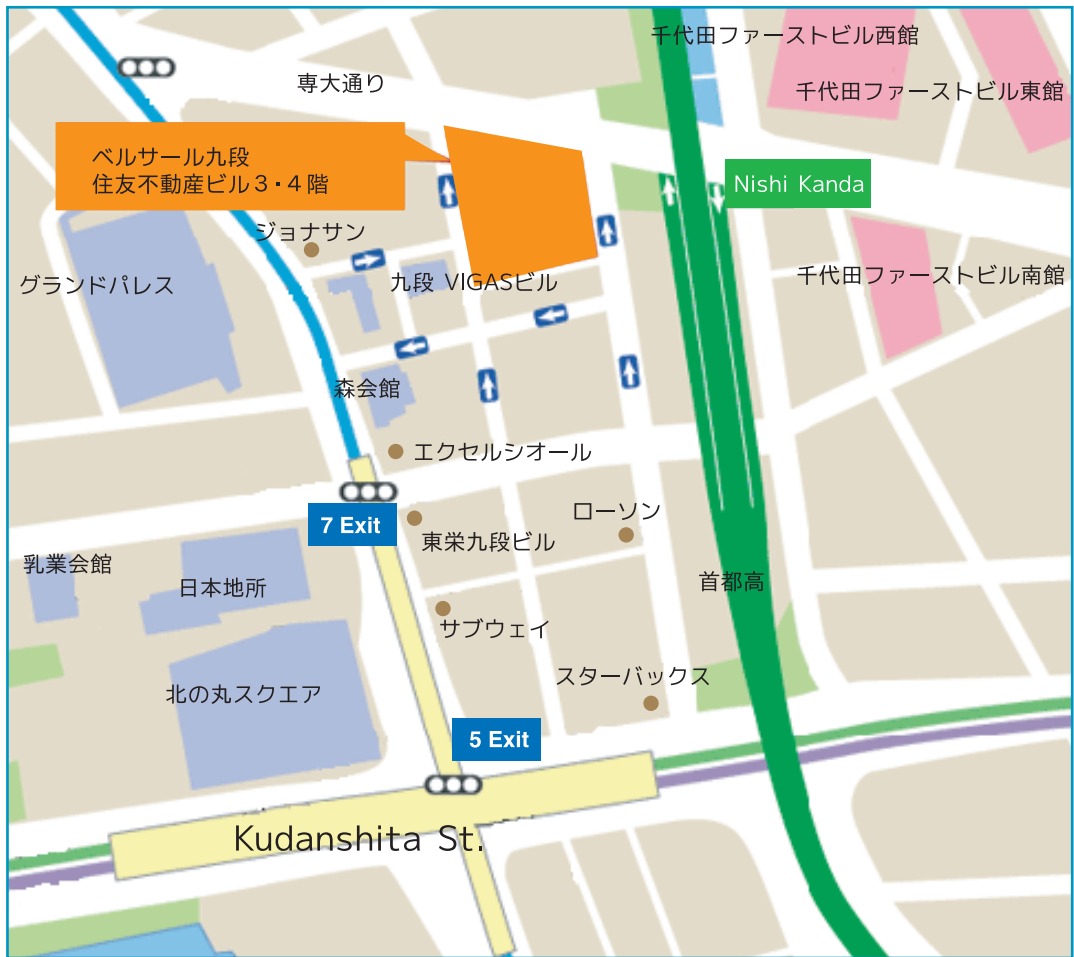 千代田ファーストビル西館
専大通り
千代田ファーストビル東館
ベルサール九段
住友不動産ビル3・4階
Nishi Kanda
ジョナサン
グランドパレス
九段 VIGASビル
千代田ファーストビル南館
森会館
エクセルシオール
7 Exit
ローソン
東栄九段ビル
乳業会館
日本地所
首都高
サブウェイ
スターバックス
北の丸スクエア
5 Exit
Kudanshita St.